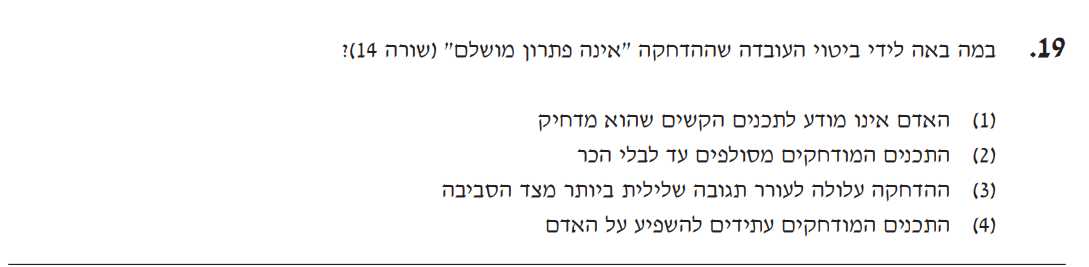 19. במה באה לידי ביטוי העובדה שההדחקה "אינה פתרון מושלם" (שורה 14)?
(1) האדם אינו מודע לתכנים הקשים שהוא מדחיק
(2) התכנים המודחקים מסולפים עד לבלי הכר
(3) ההדחקה עלולה לעורר תגובה שלילית ביותר מצד הסביבה
(4) התכנים המודחקים עתידים להשפיע על האדם